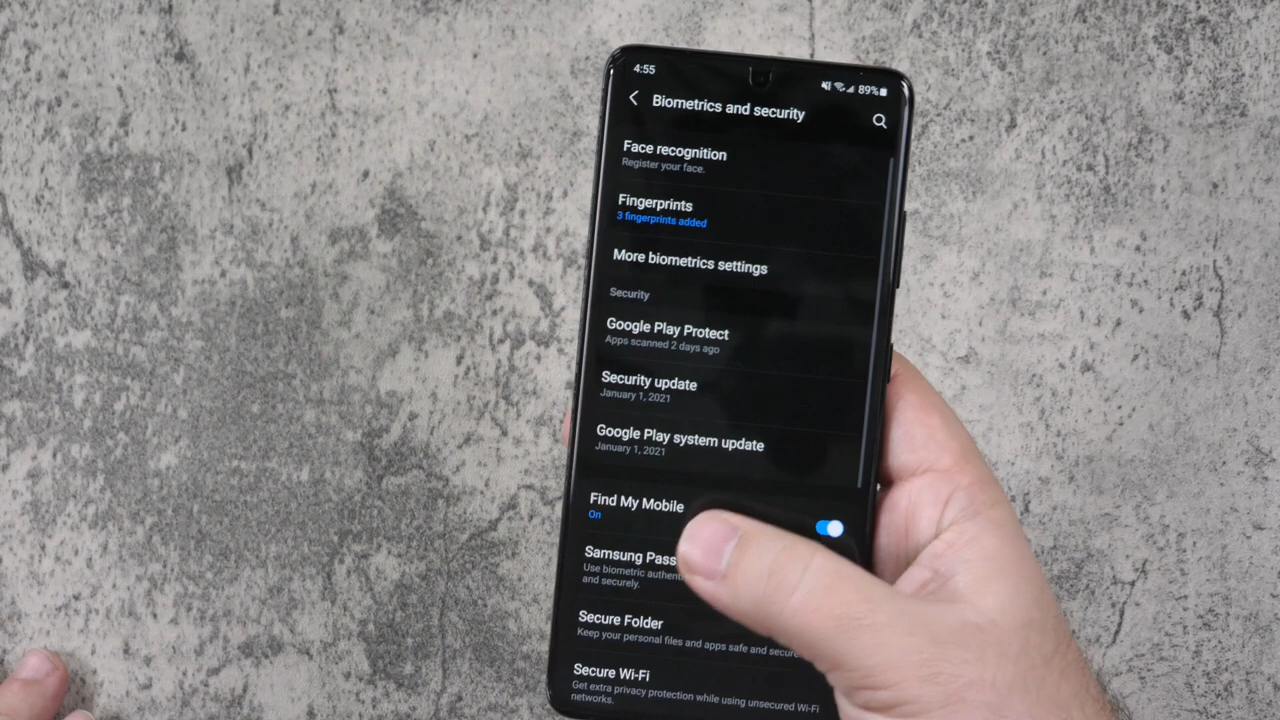 4:55
89%
Biometrics and security
Face recognition
Register your face.
Fingerprints
3 fingerprints added
More biometrics settings
Security
Google Play Protect
Apps scanned 2 days ago
Security update
January 1, 2021
Google Play system update
January 1, 2021
Find My Mobile
On
Samsung Pass
Use biometric authent
and securely.
Secure Folder
Keep your personal files and apps safe and secure
Secure Wi-Fi
Get extra privacy protection while using unsecured Wi-Fi
networks.